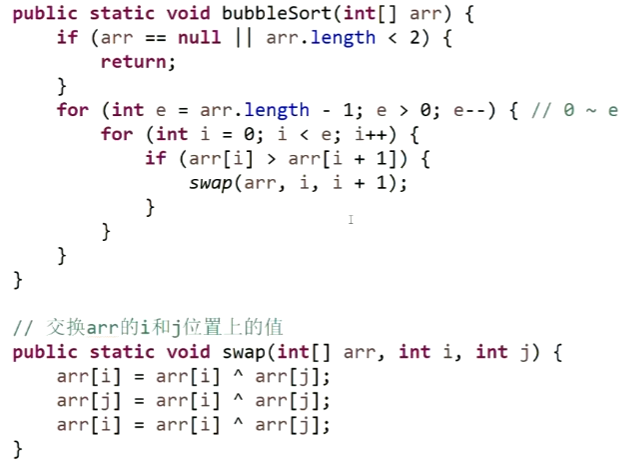 public static void bubbleSort(int[] arr) {
    if (arr == null || arr.length < 2) {
        return;
    }
    for (int e = arr.length - 1; e > 0; e--) { // 0 ~ e
        for (int i = 0; i < e; i++) {
            if (arr[i] > arr[i + 1]) {
                swap(arr, i, i + 1);
            }
        }
    }
}

// 交换arr的i和j位置上的值
public static void swap(int[] arr, int i, int j) {
    arr[i] = arr[i] ^ arr[j];
    arr[j] = arr[i] ^ arr[j];
    arr[i] = arr[i] ^ arr[j];
}